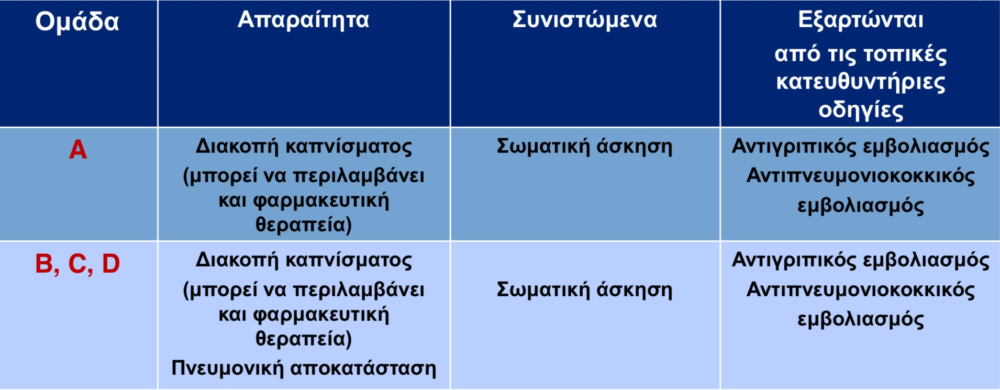 Ομάδα
Απαραίτητα
Συνιστώμενα
Εξαρτώνται
από τις τοπικές
κατευθυντήριες
οδηγίες
A
Διακοπή καπνίσματος
(μπορεί να περιλαμβάνει
και φαρμακευτική
θεραπεία)
Σωματική άσκηση
Αντιγριπικός εμβολιασμός
Αντιπνευμονιοκοκκικός
εμβολιασμός
B, C, D
Διακοπή καπνίσματος
(μπορεί να περιλαμβάνει
και φαρμακευτική
θεραπεία)
Πνευμονική αποκατάσταση
Σωματική άσκηση
Αντιγριπικός εμβολιασμός
Αντιπνευμονιοκοκκικός
εμβολιασμός